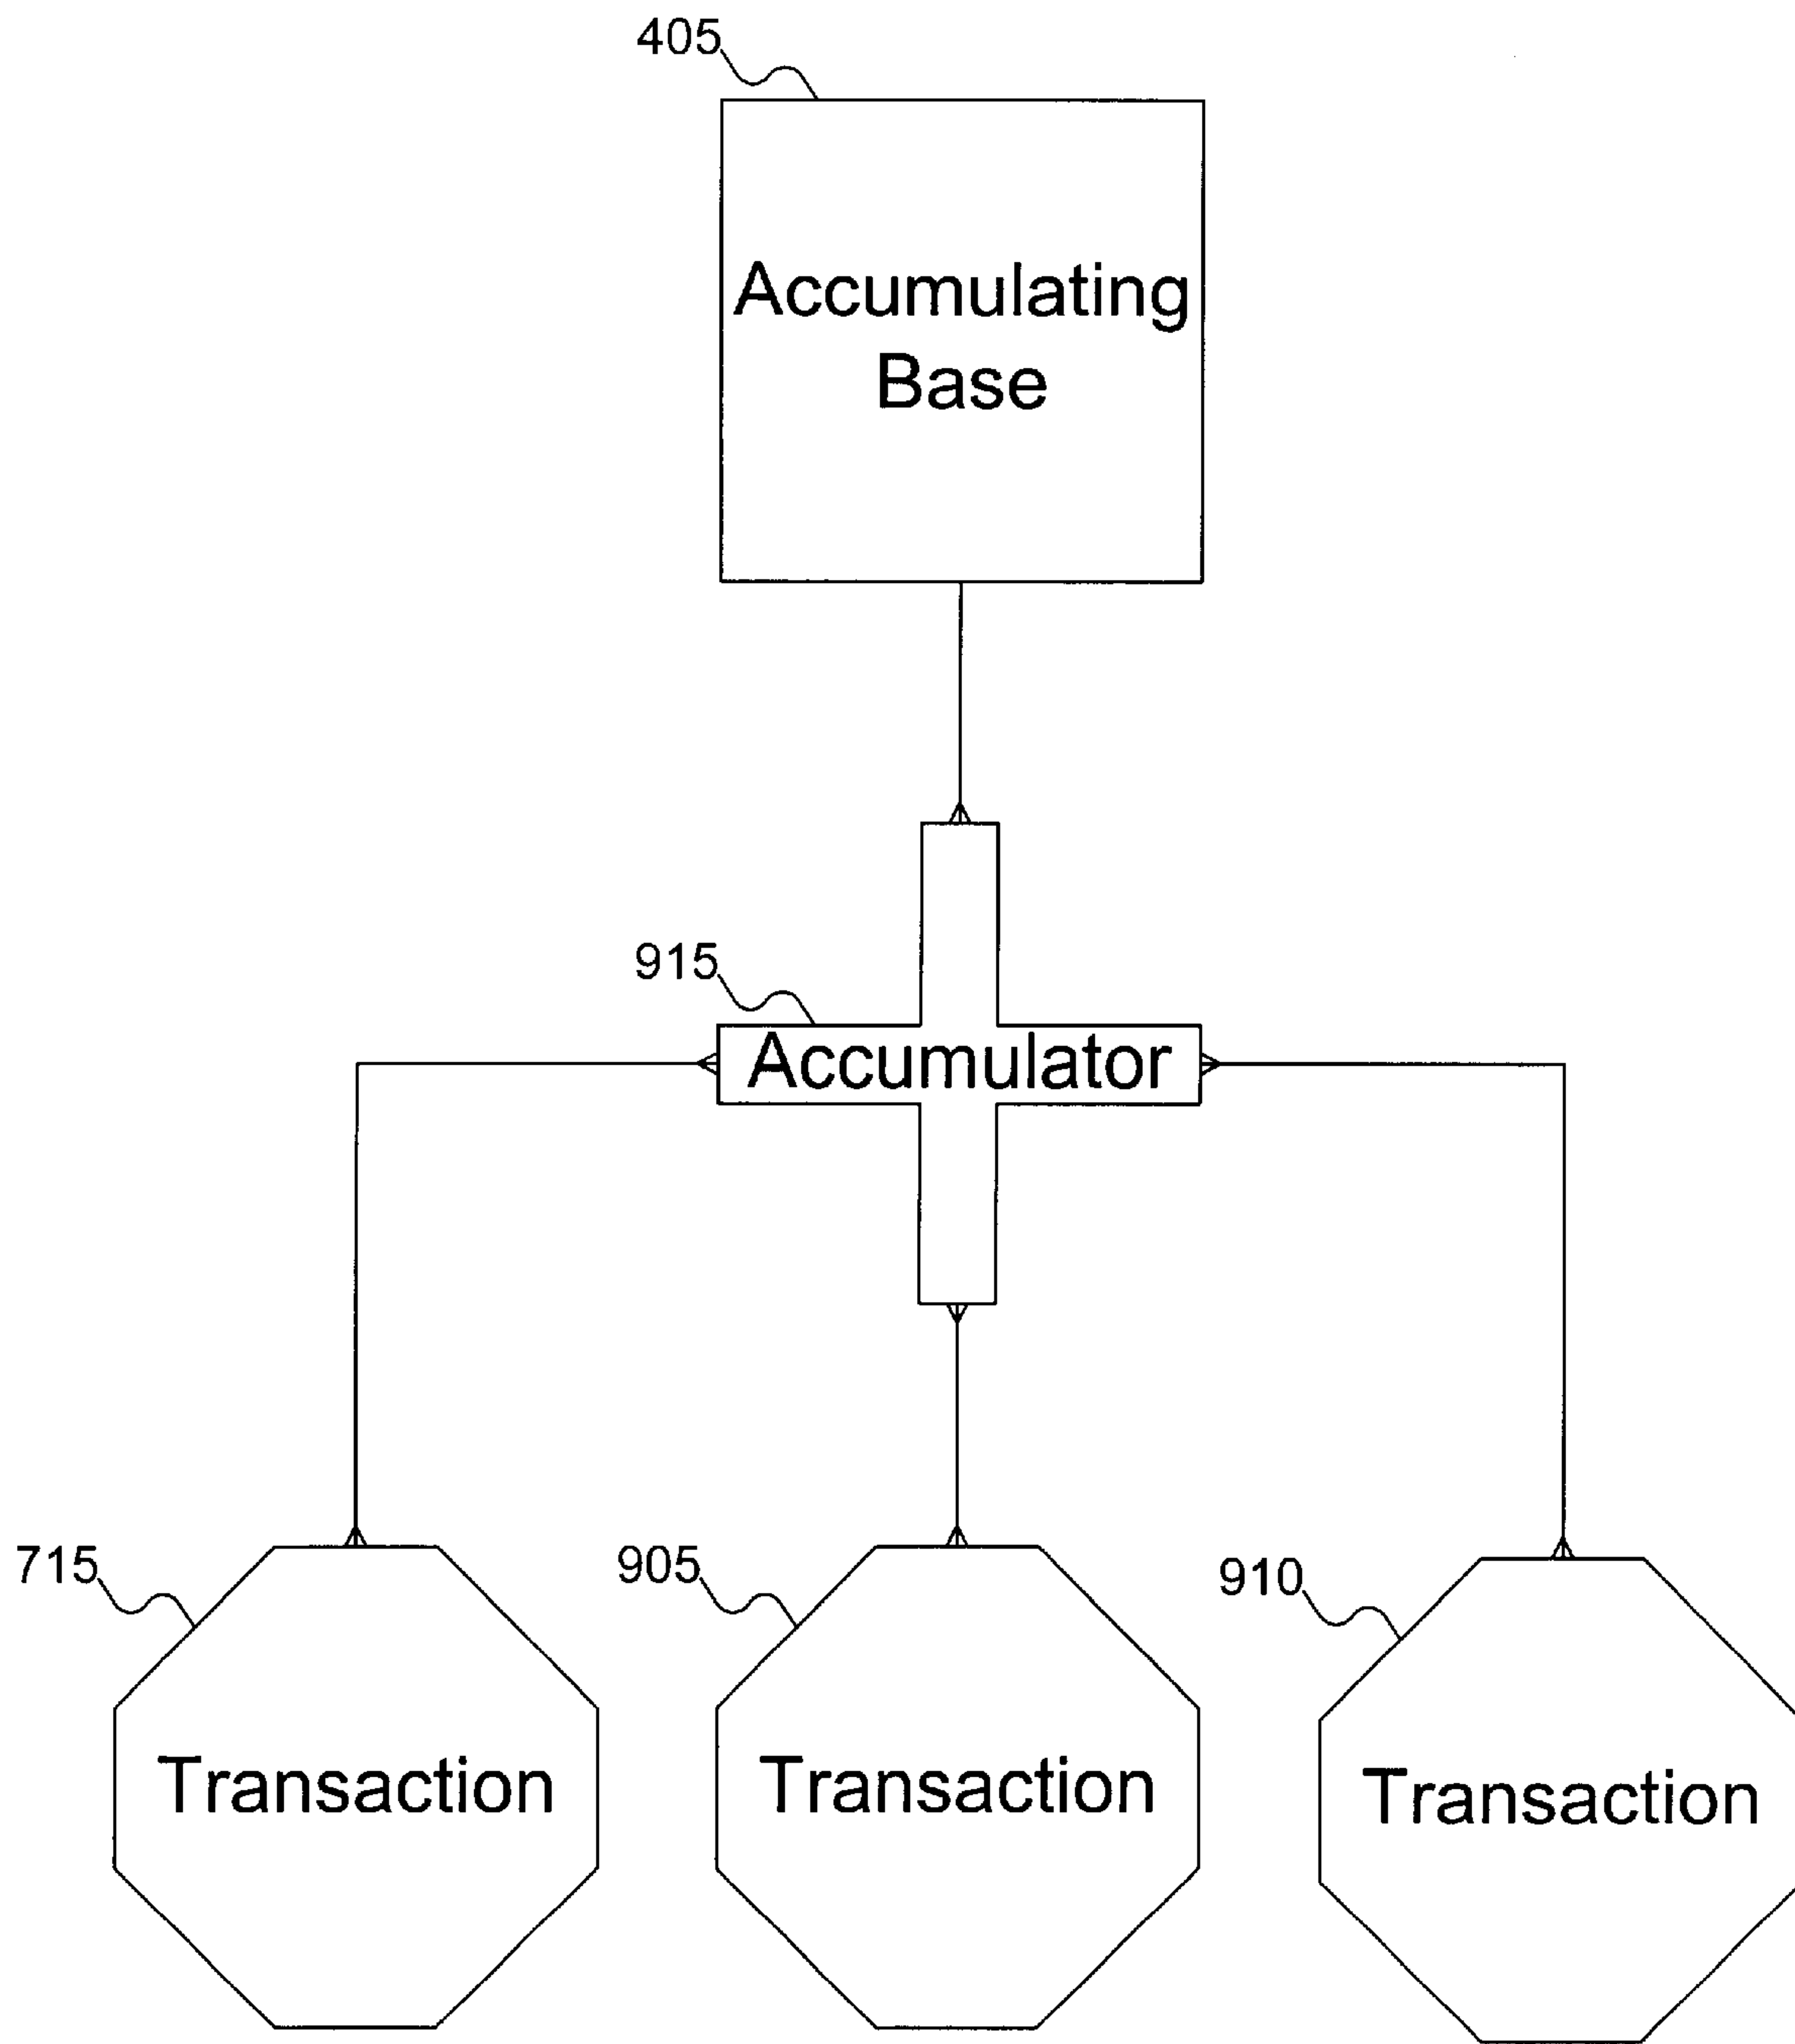 405
Accumulating
Base
915
Accumulator
715
905
910
Transaction
Transaction
Transaction